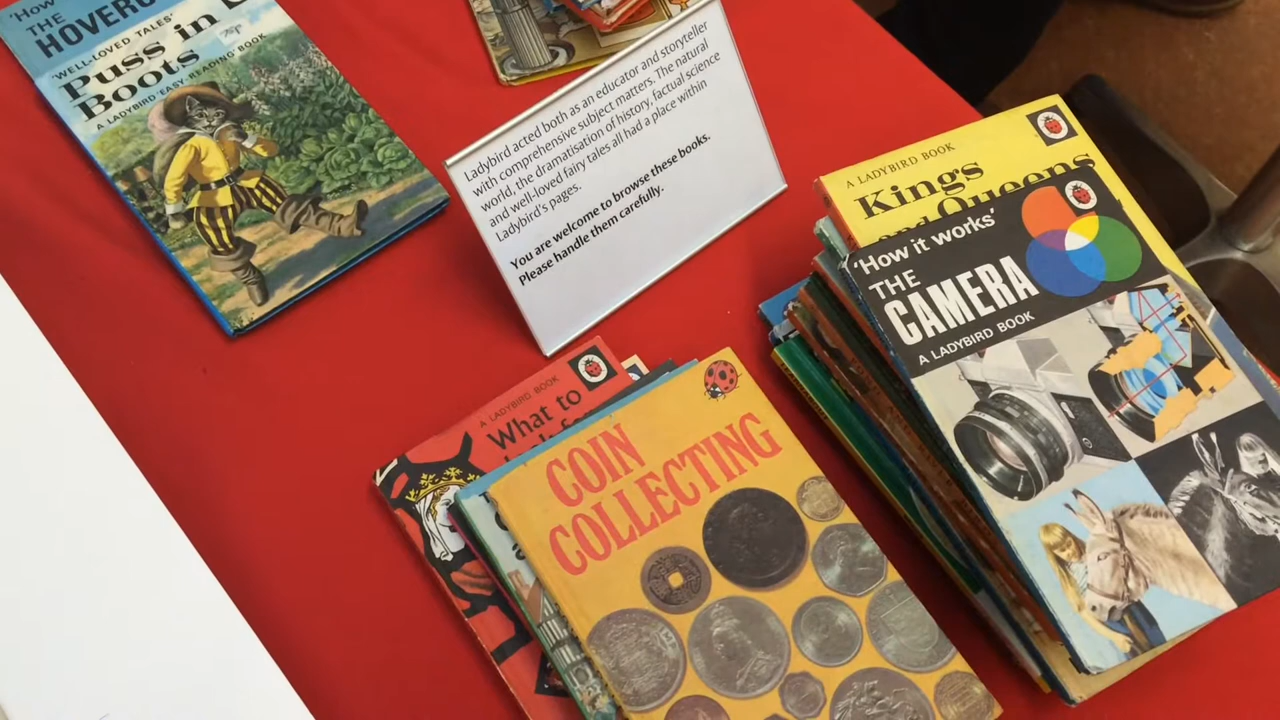 'How
THE
'WELL-LOVED TALES'
Puss in
Boots
A LADYBIRD 'EASY-READING' BOOK
Ladybird acted both as an educator and storyteller
with comprehensive subject matters. The natural
world, the dramatisation of history, factual science
and well-loved fairy tales all had a place within
Ladybird's pages.
You are welcome to browse these books.
Please handle them carefully.
A LADYBIRD BOOK
Kings
and Queens
'How it works'
THE
CAMERA
A LADYBIRD BOOK
A LADYBIRD BOOK
What to
COIN
COLLECTING